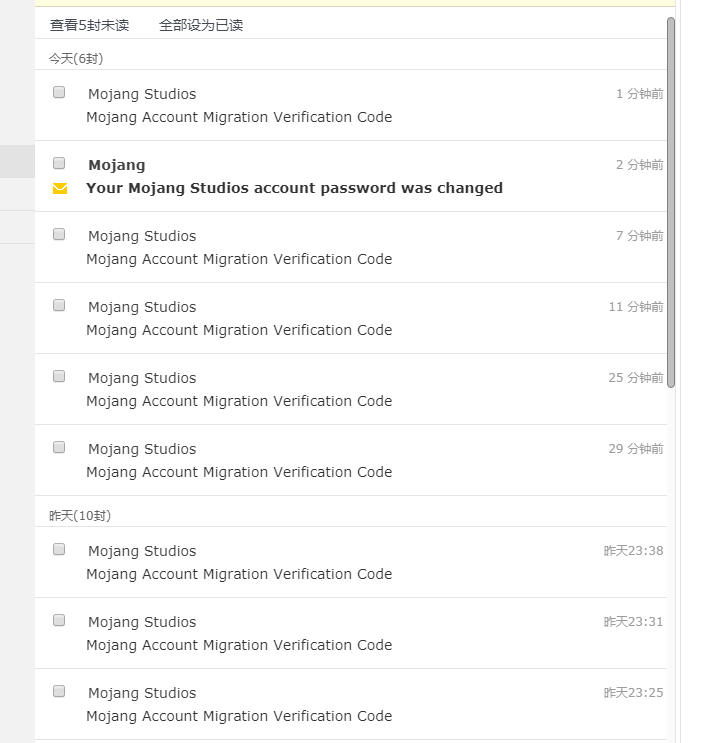 查看5封未读 全部设为已读
今天(6封)
Mojang Studios 1 分钟前
Mojang Account Migration Verification Code
Mojang 2 分钟前
Your Mojang Studios account password was changed
Mojang Studios 7 分钟前
Mojang Account Migration Verification Code
Mojang Studios 11 分钟前
Mojang Account Migration Verification Code
Mojang Studios 25 分钟前
Mojang Account Migration Verification Code
Mojang Studios 29 分钟前
Mojang Account Migration Verification Code
昨天(10封)
Mojang Studios 昨天23:38
Mojang Account Migration Verification Code
Mojang Studios 昨天23:31
Mojang Account Migration Verification Code
Mojang Studios 昨天23:25
Mojang Account Migration Verification Code